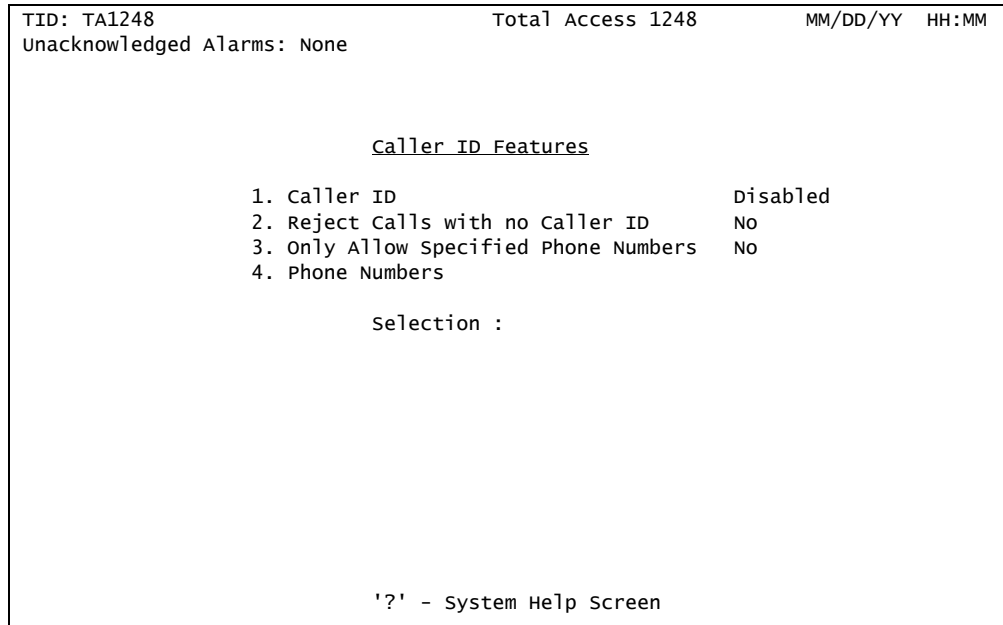 TID: TA1248 Total Access 1248 MM/DD/YY HH:MM
Unacknowledged Alarms: None
Caller ID Features
1. Caller ID Disabled
2. Reject Calls with no Caller ID No
3. Only Allow Specified Phone Numbers No
4. Phone Numbers
Selection :
'?' - System Help Screen